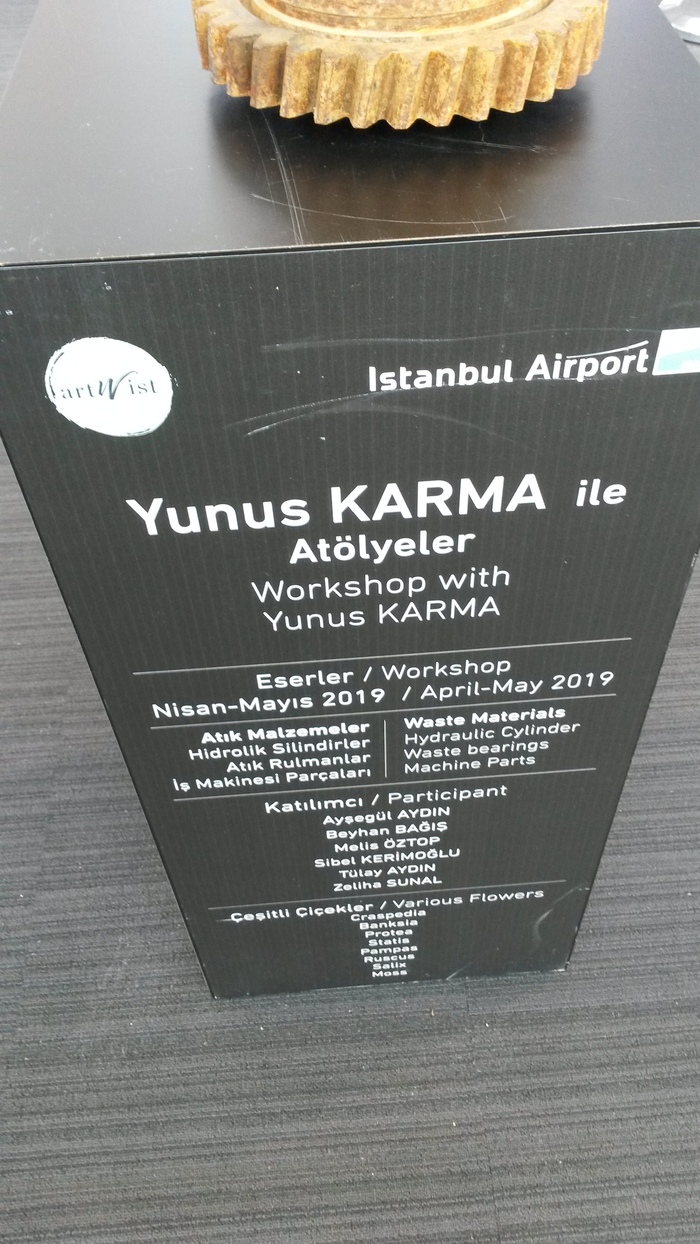 artWist
Istanbul Airport
Yunus KARMA ile
Atölyeler
Workshop with
Yunus KARMA
Eserler / Workshop
Nisan-Mayıs 2019 / April-May 2019
Atık Malzemeler
Hidrolik Silindirler
Atık Rulmanlar
İş Makinesi Parçaları
Waste Materials
Hydraulic Cylinder
Waste bearings
Machine Parts
Katılımcı / Participant
Ayşegül AYDIN
Beyhan BAĞIŞ
Melis ÖZTOP
Sibel KERİMOĞLU
Tülay AYDIN
Zeliha SUNAL
Çeşitli Çiçekler / Various Flowers
Craspedia
Banksia
Protea
Statis
Pampas
Ruscus
Salix
Moss